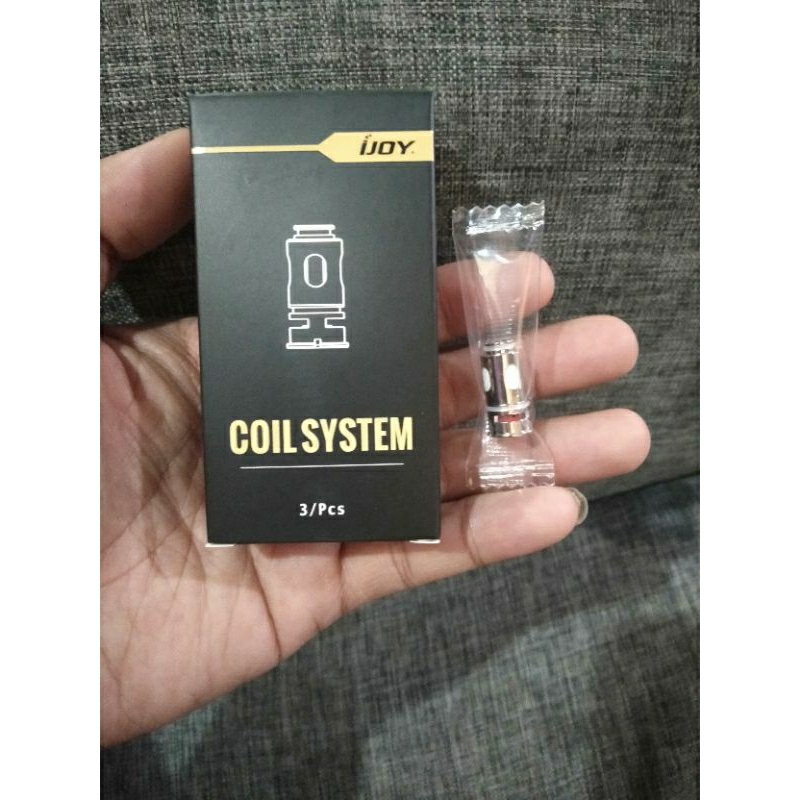 iJOY.
COIL SYSTEM
3/Pcs